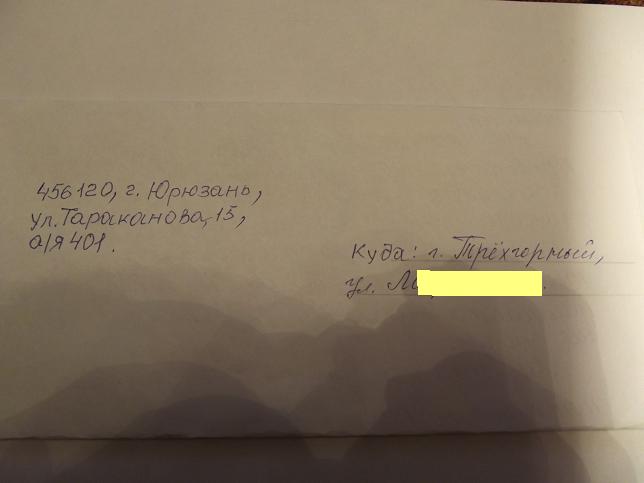 456120, г. Юрюзань,
ул. Тараканова, 15,
а/я 401.
Куда: г. Трёхгорный,
ул. М